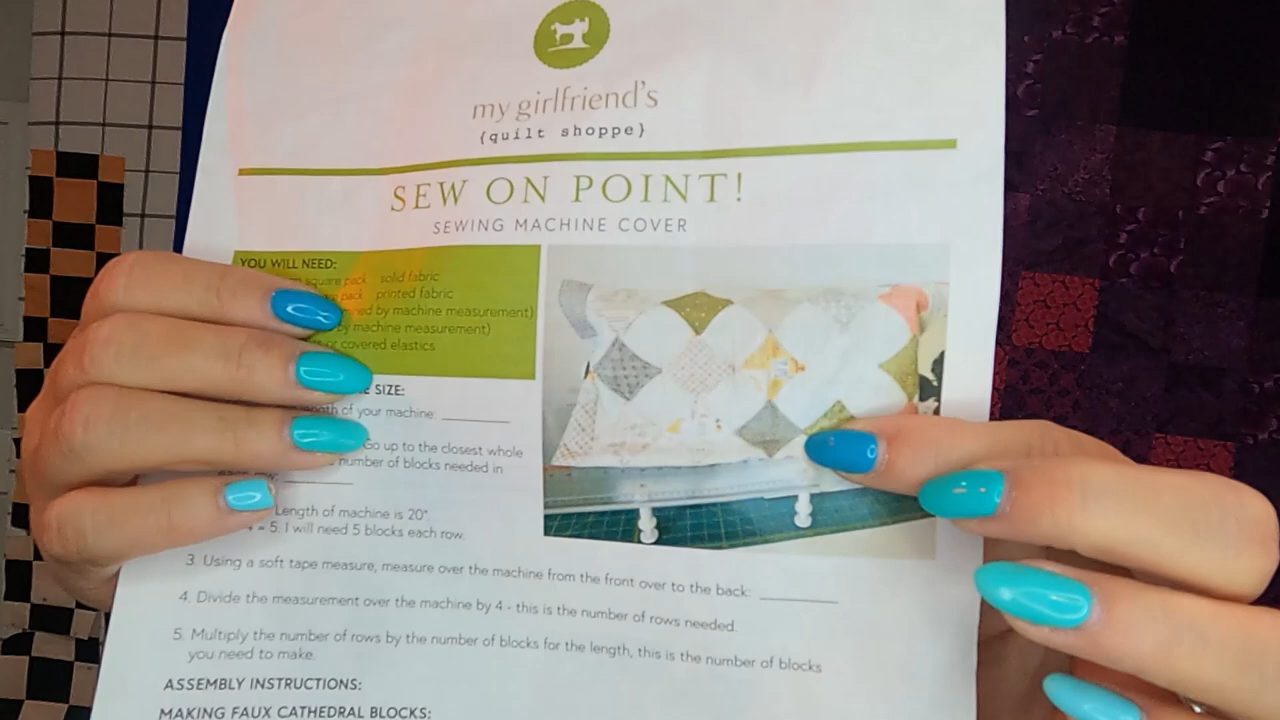 my girlfriend's
{quilt shoppe}
SEW ON POINT!
SEWING MACHINE COVER
YOU WILL NEED:
square pack solid fabric
pack printed fabric
by machine measurement)
by machine measurement)
or covered elastics
SIZE:
of your machine:
Go up to the closest whole
number of blocks needed in
Length of machine is 20".
= 5. I will need 5 blocks each row.
3. Using a soft tape measure, measure over the machine from the front over to the back:
4. Divide the measurement over the machine by 4 - this is the number of rows needed.
5. Multiply the number of rows by the number of blocks for the length, this is the number of blocks
you need to make.
ASSEMBLY INSTRUCTIONS:
MAKING FAUX CATHEDRAL BLOCKS: